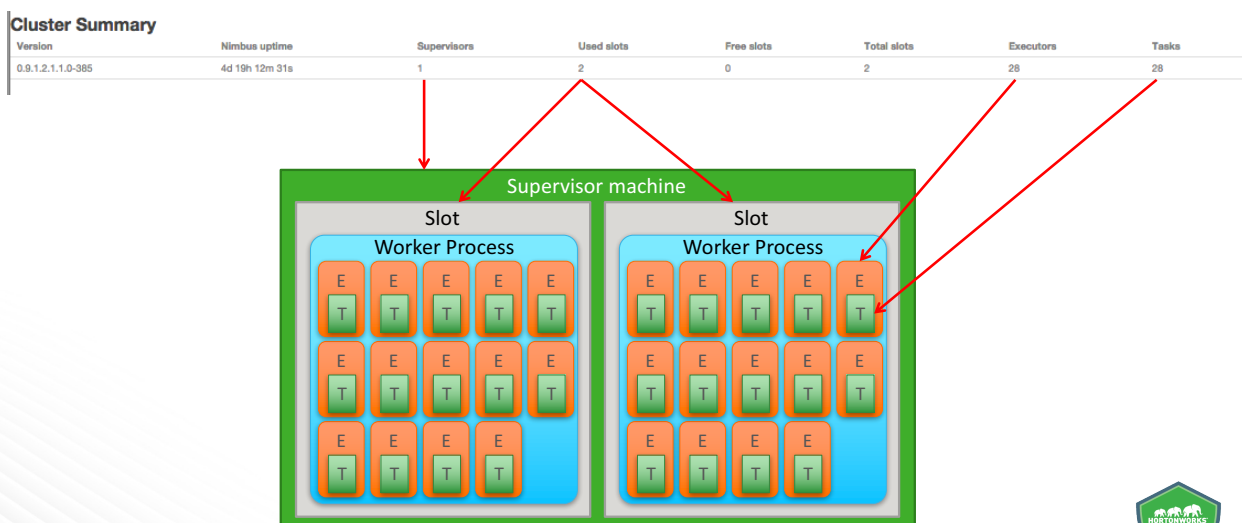 Cluster Summary
Version Nimbus uptime Supervisors Used slots Free slots Total slots Executors Tasks
0.9.1.2.1.1.0-385 4d 19h 12m 31s 1 2 0 2 28 28
Supervisor machine
Slot Slot
Worker Process Worker Process
E E E E E E E E E E
T T T T T T T T T T
E E E E E E E E E E
T T T T T T T T T T
E E E E E E E E
T T T T T T T T
HORTONWORKS